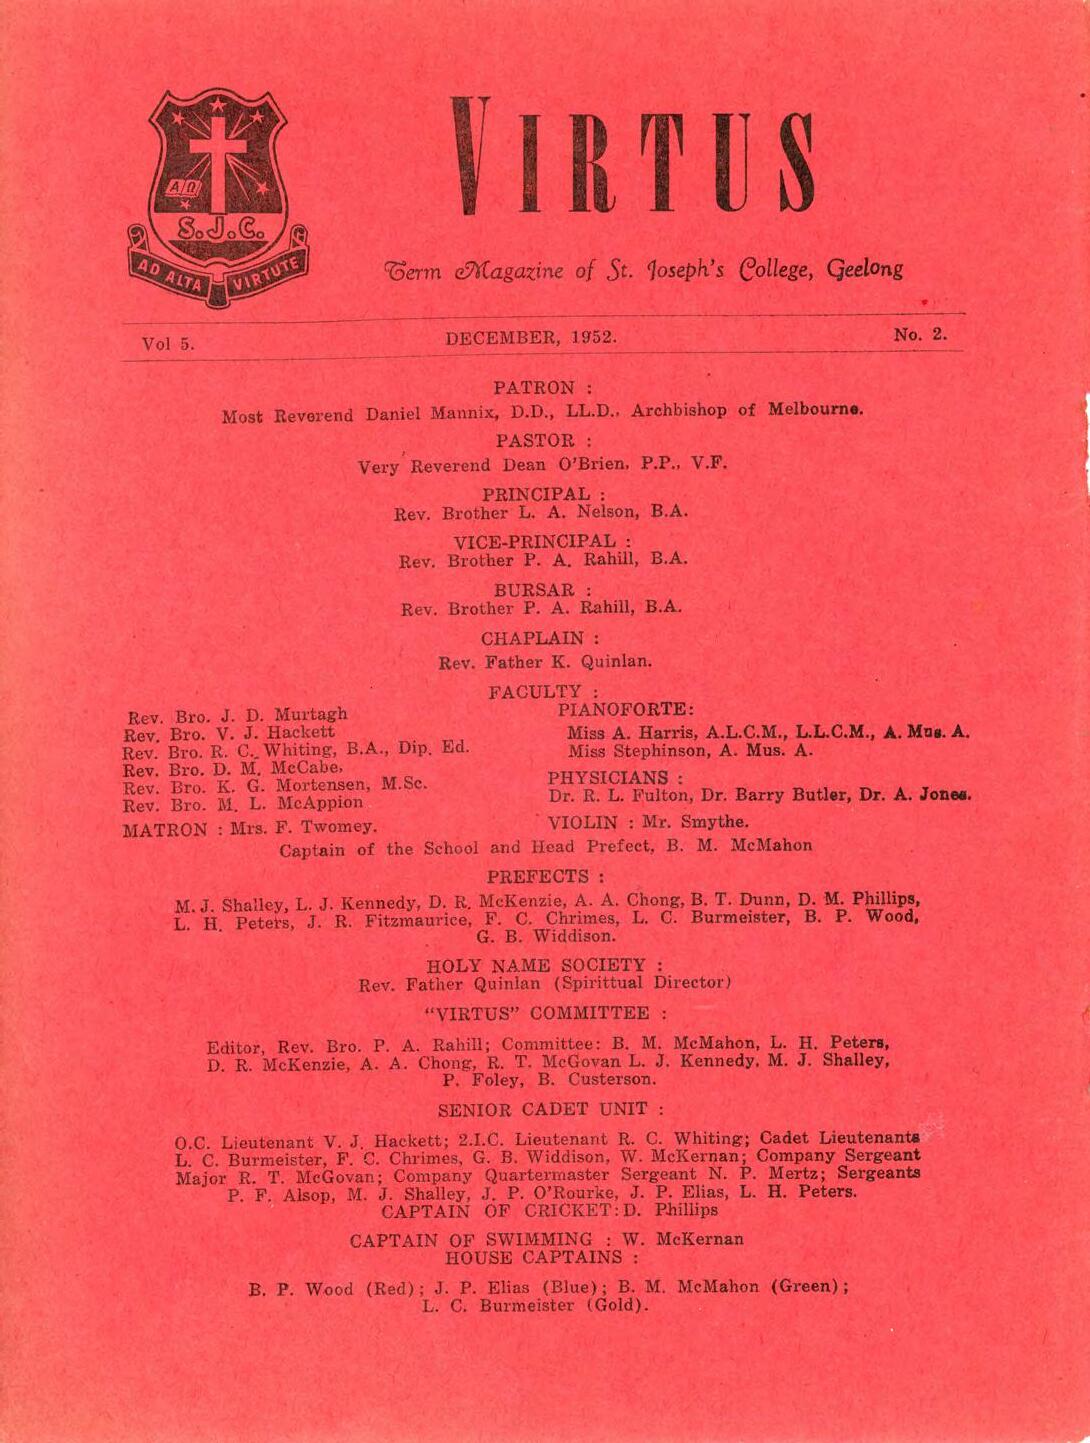 A Ω
S.J.C.
AD ALTA VIRTUTE
VIRTUS
Term Magazine of St. Joseph's College, Geelong
Vol 5. DECEMBER, 1952. No. 2.
PATRON :
Most Reverend Daniel Mannix, D.D., LL.D., Archbishop of Melbourne.
PASTOR :
Very Reverend Dean O'Brien, P.P., V.F.
PRINCIPAL :
Rev. Brother L. A. Nelson, B.A.
VICE-PRINCIPAL :
Rev. Brother P. A. Rahill, B.A.
BURSAR :
Rev. Brother P. A. Rahill, B.A.
CHAPLAIN :
Rev. Father K. Quinlan.
FACULTY :
Rev. Bro. J. D. Murtagh
Rev. Bro. V. J. Hackett
Rev. Bro. R. C. Whiting, B.A., Dip. Ed.
Rev. Bro. D. M. McCabe,
Rev. Bro. K. G. Mortensen, M.Sc.
Rev. Bro. M. L. McAppion
MATRON : Mrs. F. Twomey.
PIANOFORTE:
Miss A. Harris, A.L.C.M., L.L.C.M., A. Mus. A.
Miss Stephinson, A. Mus. A.
PHYSICIANS :
Dr. R. L. Fulton, Dr. Barry Butler, Dr. A. Jones.
VIOLIN : Mr. Smythe.
Captain of the School and Head Prefect, B. M. McMahon
PREFECTS :
M. J. Shalley, L. J. Kennedy, D. R. McKenzie, A. A. Chong, B. T. Dunn, D. M. Phillips,
L. H. Peters, J. R. Fitzmaurice, F. C. Chrimes, L. C. Burmeister, B. P. Wood,
G. B. Widdison.
HOLY NAME SOCIETY :
Rev. Father Quinlan (Spirittual Director)
"VIRTUS" COMMITTEE :
Editor, Rev. Bro. P. A. Rahill; Committee: B. M. McMahon, L. H. Peters,
D. R. McKenzie, A. A. Chong, R. T. McGovan L. J. Kennedy, M. J. Shalley,
P. Foley, B. Custerson.
SENIOR CADET UNIT :
O.C. Lieutenant V. J. Hackett; 2.I.C. Lieutenant R. C. Whiting; Cadet Lieutenants
L. C. Burmeister, F. C. Chrimes, G. B. Widdison, W. McKernan; Company Sergeant
Major R. T. McGovan; Company Quartermaster Sergeant N. P. Mertz; Sergeants
P. F. Alsop, M. J. Shalley, J. P. O'Rourke, J. P. Elias, L. H. Peters.
CAPTAIN OF CRICKET: D. Phillips
CAPTAIN OF SWIMMING : W. McKernan
HOUSE CAPTAINS :
B. P. Wood (Red); J. P. Elias (Blue); B. M. McMahon (Green);
L. C. Burmeister (Gold).